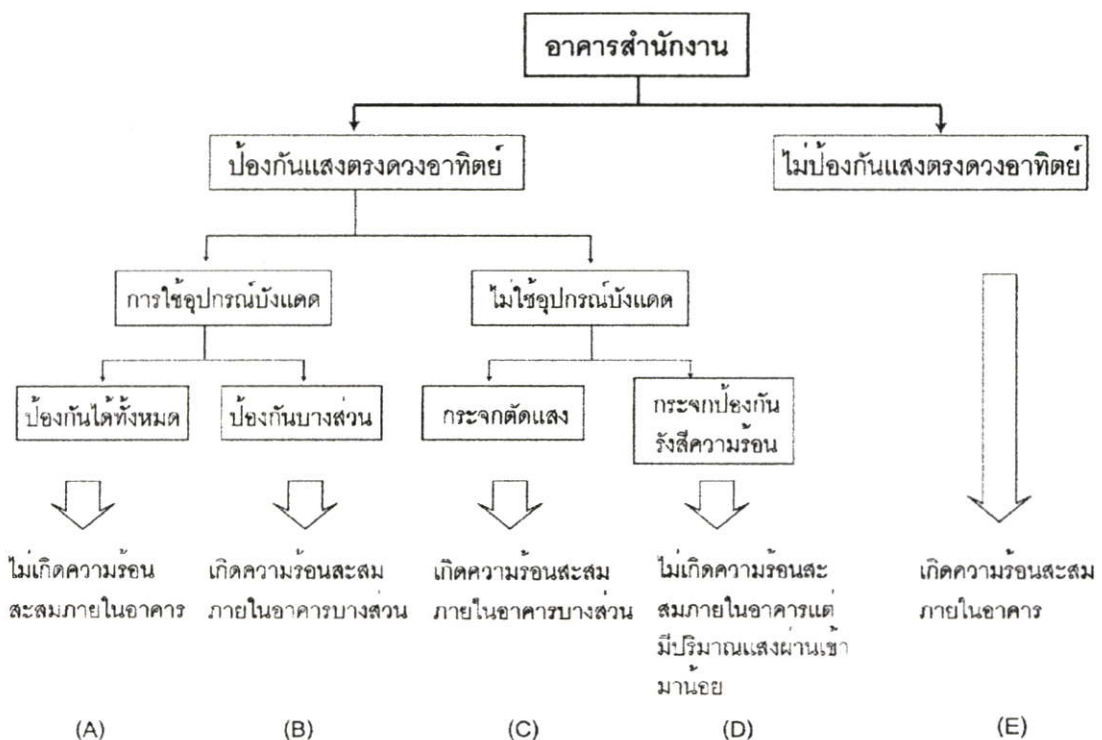 อาคารสำนักงาน
ป้องกันแสงตรงดวงอาทิตย์
ไม่ป้องกันแสงตรงดวงอาทิตย์
การใช้อุปกรณ์บังแดด
ไม่ใช้อุปกรณ์บังแดด
ป้องกันได้ทั้งหมด
ป้องกันบางส่วน
กระจกตัดแสง
กระจกป้องกัน
รังสีความร้อน
ไม่เกิดความร้อน
สะสมภายในอาคาร
เกิดความร้อนสะสม
ภายในอาคารบางส่วน
เกิดความร้อนสะสม
ภายในอาคารบางส่วน
ไม่เกิดความร้อนสะ
สมภายในอาคารแต่
มีปริมาณแสงผ่านเข้า
มาน้อย
เกิดความร้อนสะสม
ภายในอาคาร
(A)
(B)
(C)
(D)
(E)